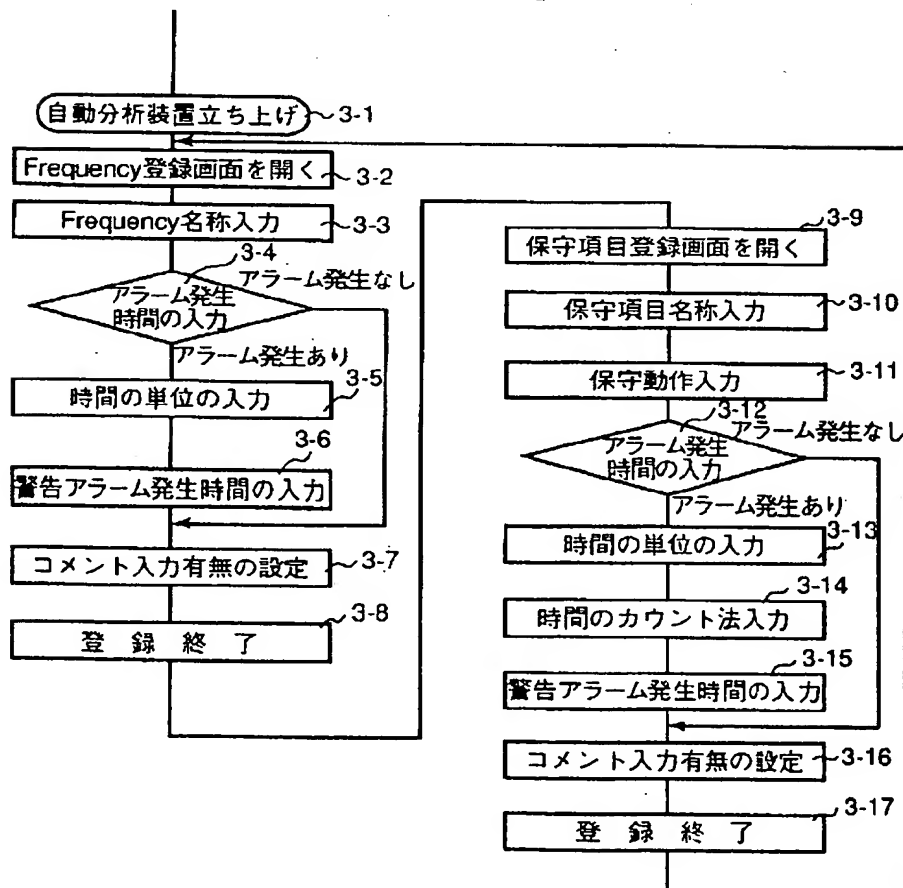 自動分析装置立ち上げ 3-1
Frequency登録画面を開く 3-2
Frequency名称入力 3-3
3-4
アラーム発生なし
アラーム発生
時間の入力
アラーム発生あり
3-5
時間の単位の入力
3-6
警告アラーム発生時間の入力
コメント入力有無の設定 3-7
3-8
登録終了
3-9
保守項目登録画面を開く
保守項目名称入力 3-10
保守動作入力 3-11
3-12
アラーム発生なし
アラーム発生
時間の入力
アラーム発生あり
時間の単位の入力 3-13
3-14
時間のカウント法入力
3-15
警告アラーム発生時間の入力
コメント入力有無の設定 3-16
3-17
登録終了